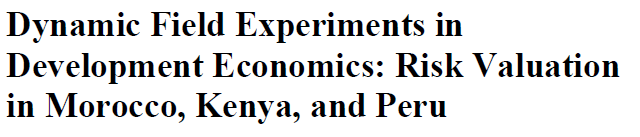 Dynamic Field Experiments in
Development Economics: Risk Valuation
in Morocco, Kenya, and Peru